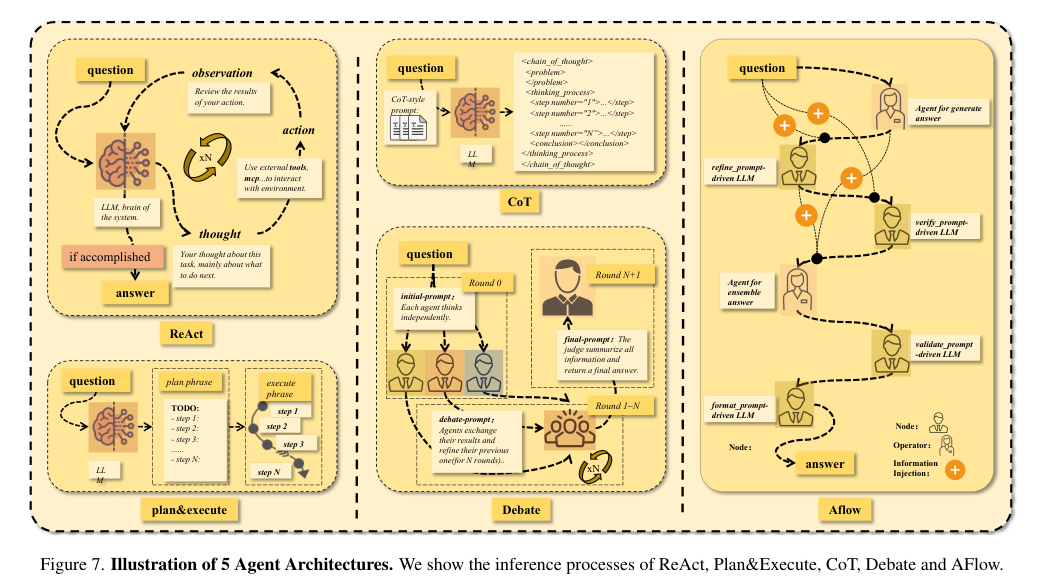 question
observation
Review the results
of your action.
action
xN
Use external tools,
mcp...to interact
with environment.
LLM, brain of
the system.
thought
Your thought about this
task, mainly about what
to do next.
if accomplished
answer
ReAct
question
LL
M
plan phrase
TODO:
- step 1:
- step 2:
- step 3:
......
- step N:
execute
phrase
step 1
step 2
step 3
step N
plan&execute
question
CoT-style
prompt:
LL
M
<chain_of_thought>
<problem>
</problem>
<thinking_process>
<step number="1">...</step>
<step number="2">...</step>
......
<step number="N">...</step>
<conclusion></conclusion>
</thinking_process>
</chain_of_thought>
CoT
question
Round 0
initial-prompt;
Each agent thinks
independently.
Round N+1
final-prompt: The
judge summarize all
information and
return a final answer.
Round 1~N
debate-prompt;
Agents exchange
their results and
refine their previous
one(for N rounds)..
xN
Debate
question
Agent for generate
answer
refine_prompt-
driven LLM
verify_prompt-
driven LLM
Agent for
ensemble
answer
validate_prompt
-driven LLM
format_prompt-
driven LLM
Node:
answer
Node:
Operator:
Information
Injection:
Aflow
Figure 7. Illustration of 5 Agent Architectures. We show the inference processes of ReAct, Plan&Execute, CoT, Debate and AFlow.